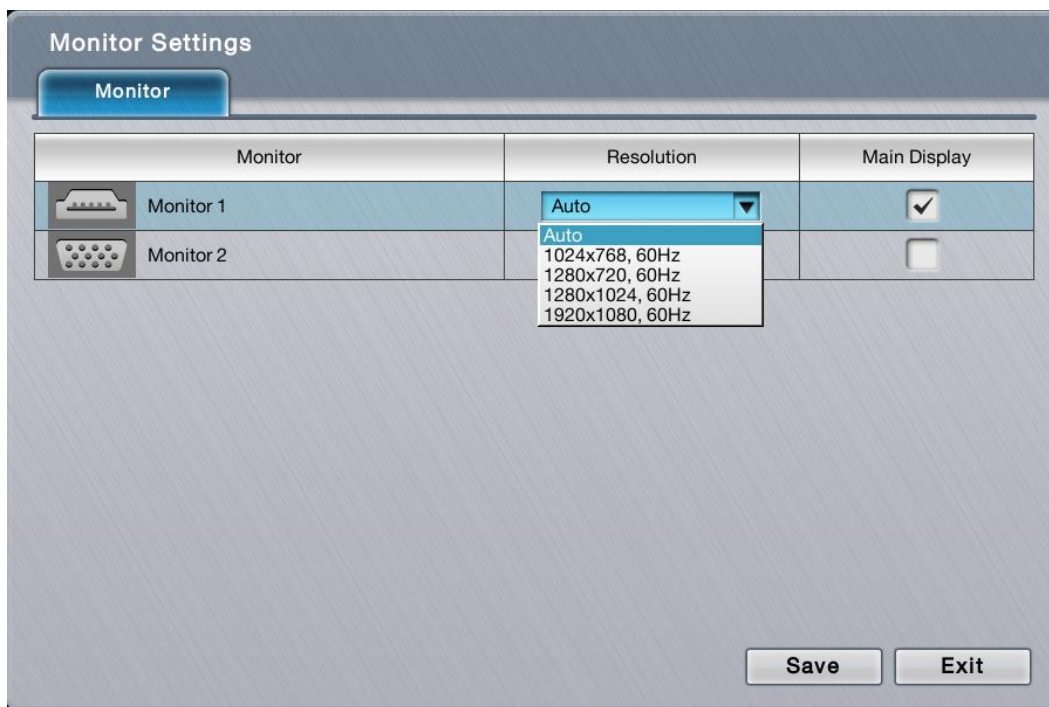 Monitor Settings
Monitor
Monitor Resolution Main Display
Monitor 1 Auto
Auto
Monitor 2 1024x768, 60Hz
1280x720, 60Hz
1280x1024, 60Hz
1920x1080, 60Hz
Save Exit